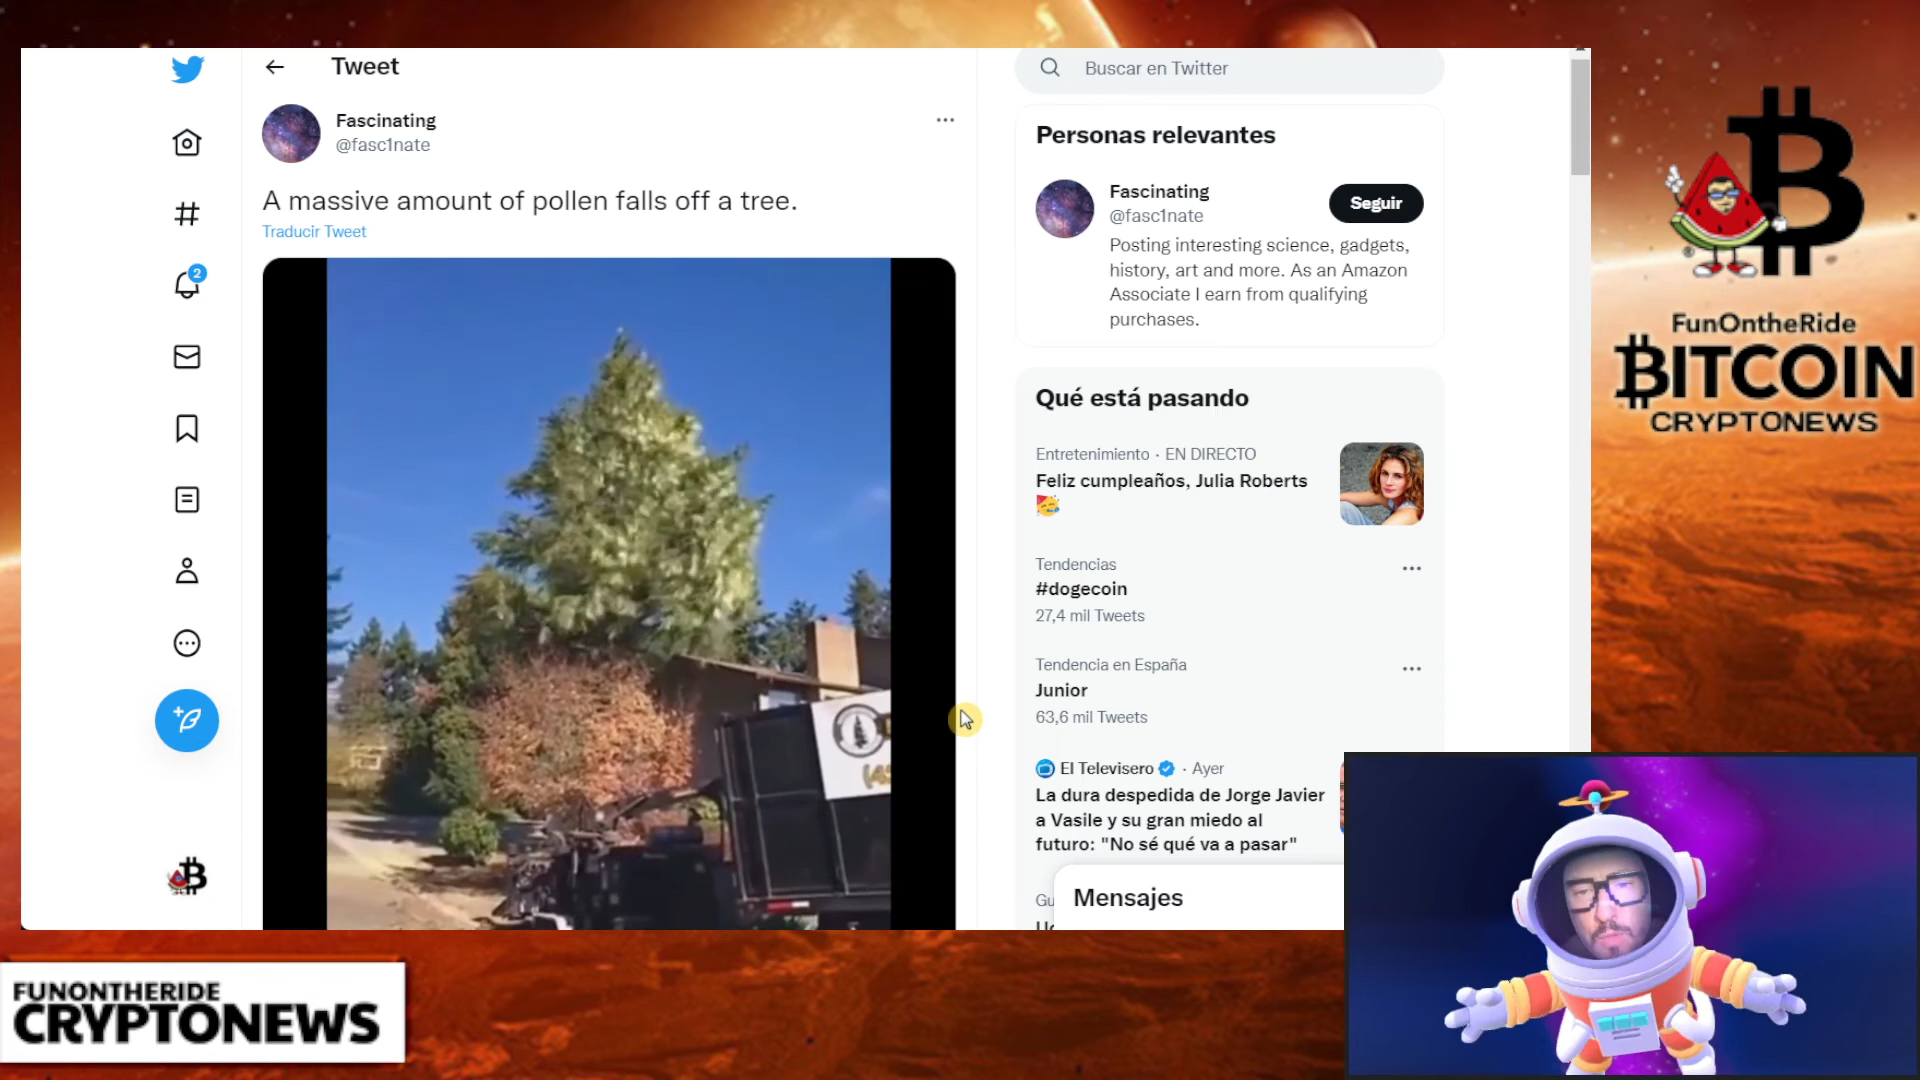 Tweet
Fascinating
@fasc1nate
A massive amount of pollen falls off a tree.
Traducir Tweet
2
Buscar en Twitter
Personas relevantes
Fascinating
@fasc1nate
Seguir
Posting interesting science, gadgets,
history, art and more. As an Amazon
Associate I earn from qualifying
purchases.
Qué está pasando
Entretenimiento · EN DIRECTO
Feliz cumpleaños, Julia Roberts
Tendencias
#dogecoin
27,4 mil Tweets
Tendencia en España
Junior
63,6 mil Tweets
El Televisero · Ayer
La dura despedida de Jorge Javier
a Vasile y su gran miedo al
futuro: "No sé qué va a pasar"
Mensajes
FunOntheRide
BITCOIN
CRYPTONEWS
FUNONTHERIDE
CRYPTONEWS